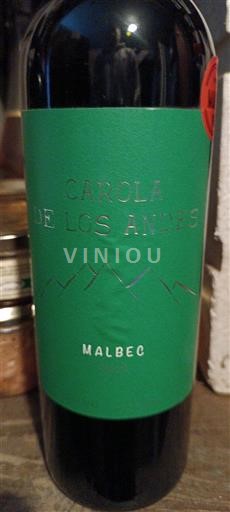 CAROLA
DE LOS ANDES
VINIOU
MALBEC